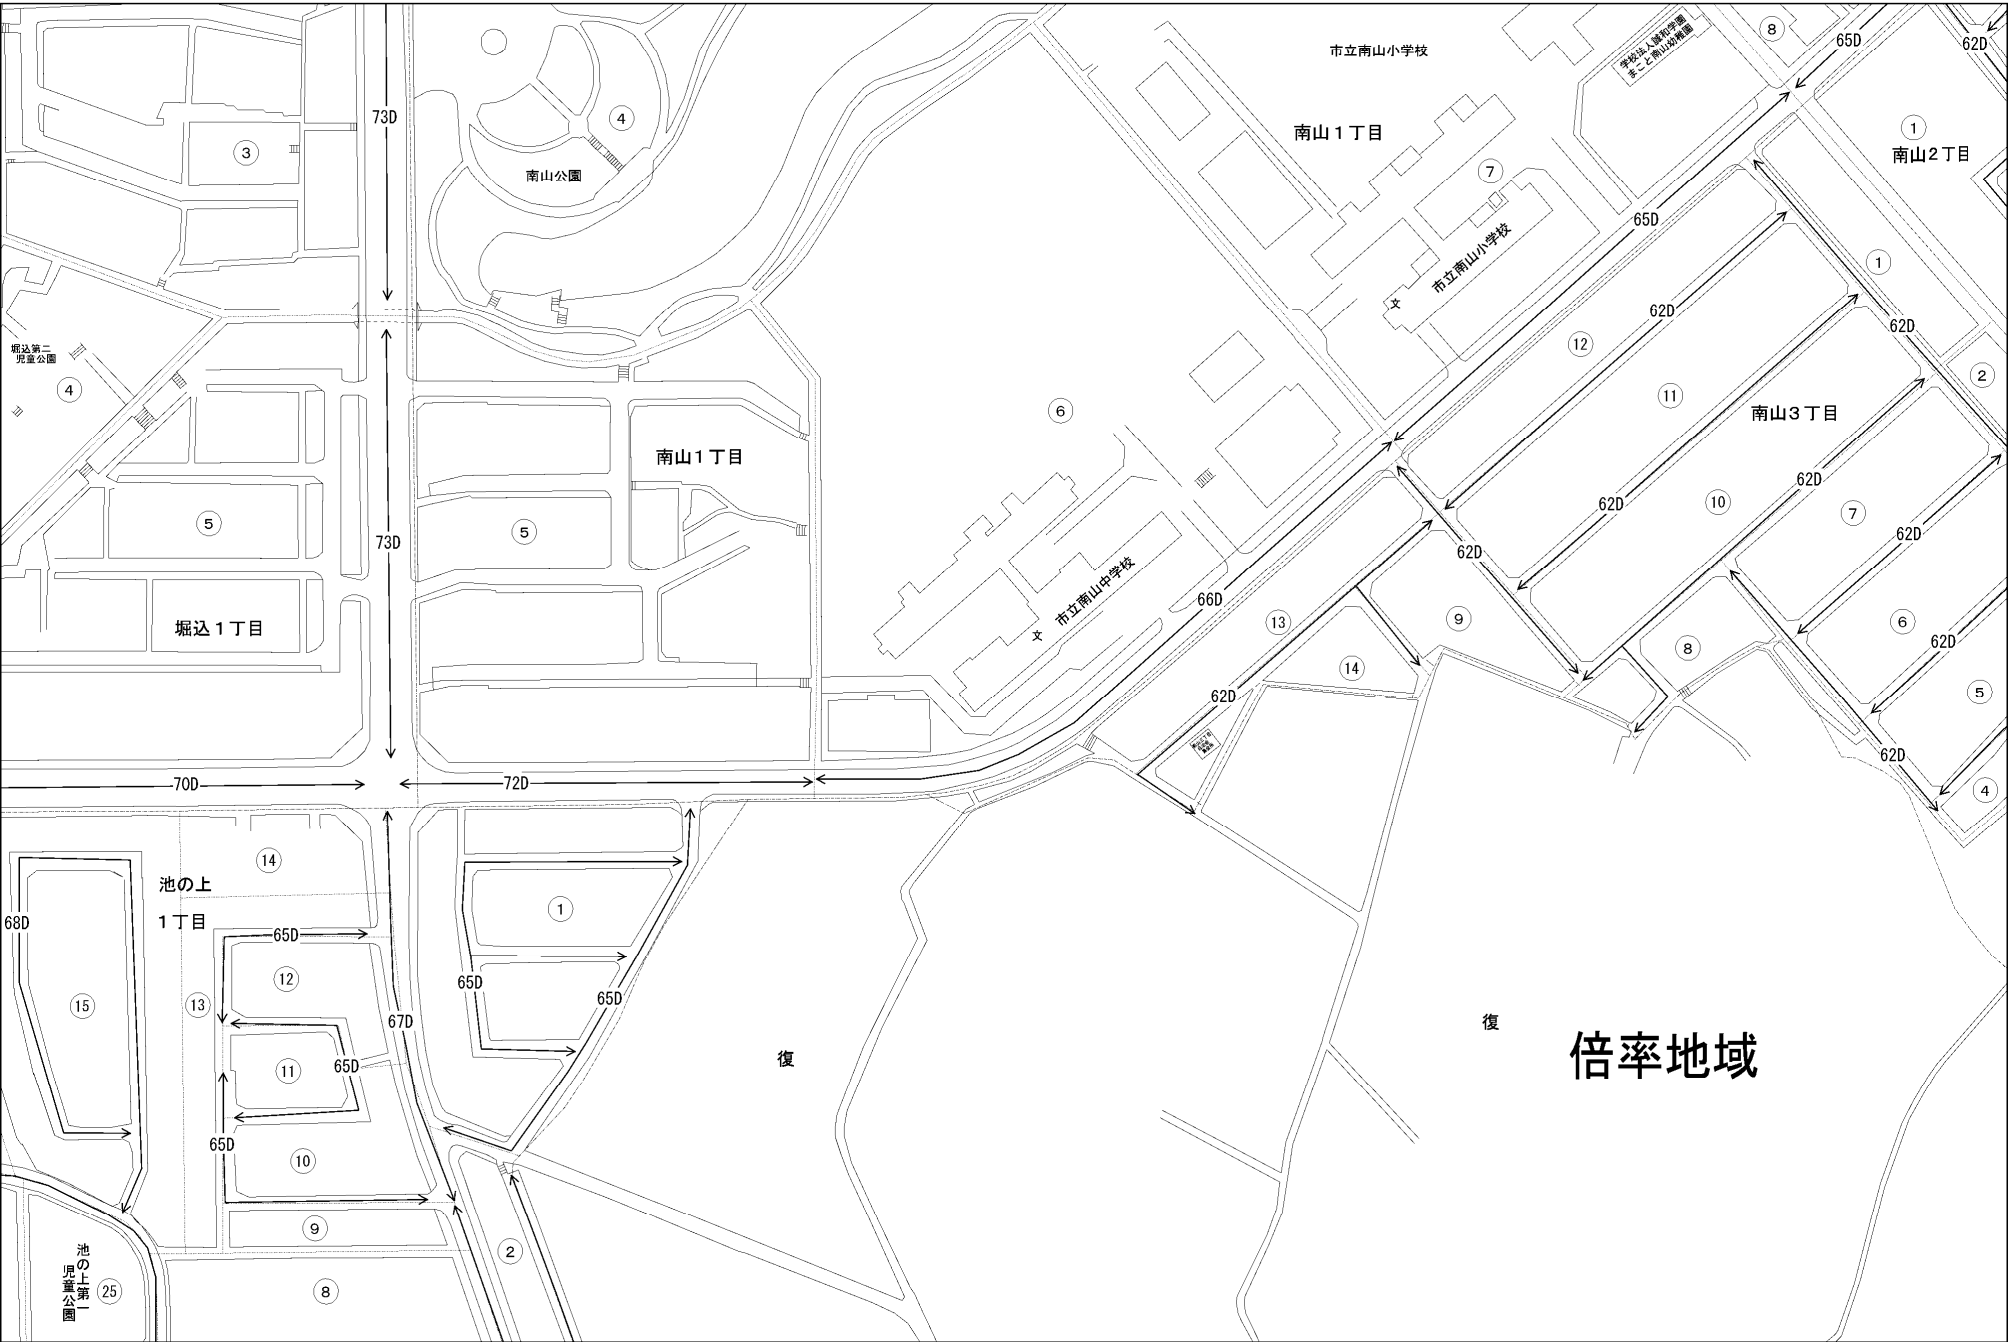 65D
62D
8
学校法人誠和学園
まこと南山幼稚園
市立南山小学校
73D
4
南山1丁目
1
南山2丁目
3
南山公園
7
65D
市立南山小学校
文
1
62D
62D
12
堀込第二
児童公園
4
2
11
6
南山3丁目
南山1丁目
5
5
73D
62D
10
62D
7
62D
62D
62D
市立南山中学校
文
66D
13
9
6
堀込1丁目
62D
8
14
5
62D
62D
70D
72D
4
14
池の上
1丁目
1
68D
65D
12
65D
65D
15
13
67D
復
復
倍率地域
11
65D
65D
10
9
2
池の上第一
児童公園
25
8